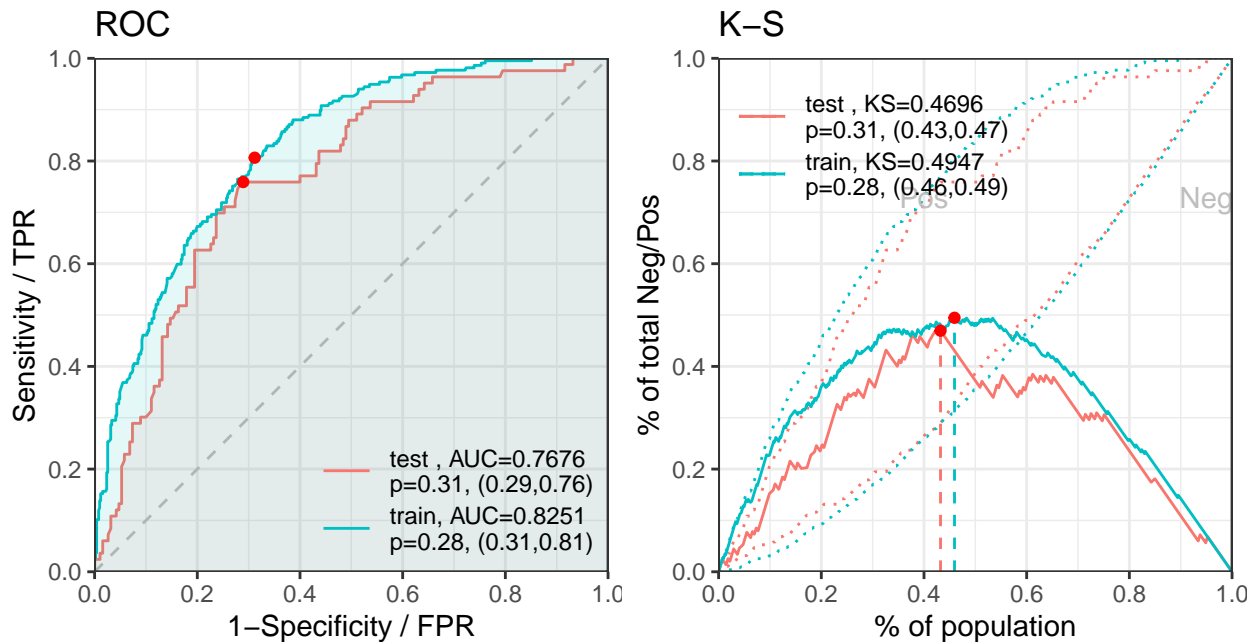 ROC
1.0
0.8
0.6
0.4
0.2
0.0
Sensitivity / TPR
test , AUC=0.7676
p=0.31, (0.29,0.76)
train, AUC=0.8251
p=0.28, (0.31,0.81)
0.0 0.2 0.4 0.6 0.8 1.0
1−Specificity / FPR
K−S
1.0
0.8
0.6
0.4
0.2
0.0
% of total Neg/Pos
test , KS=0.4696
p=0.31, (0.43,0.47)
train, KS=0.4947
p=0.28, (0.46,0.49)
Pos
Neg
0.0 0.2 0.4 0.6 0.8 1.0
% of population